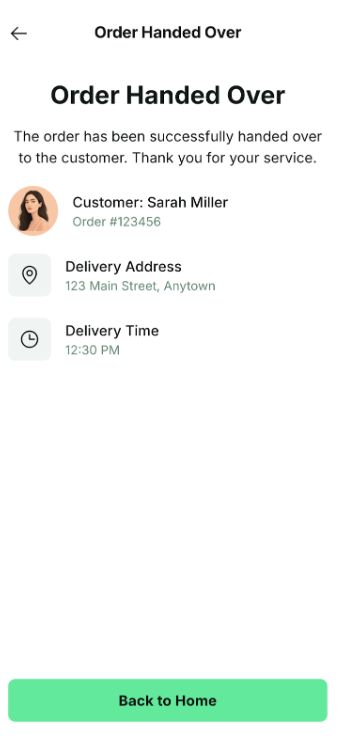 Order Handed Over
Order Handed Over
The order has been successfully handed over
to the customer. Thank you for your service.
Customer: Sarah Miller
Order #123456
Delivery Address
123 Main Street, Anytown
Delivery Time
12:30 PM
Back to Home